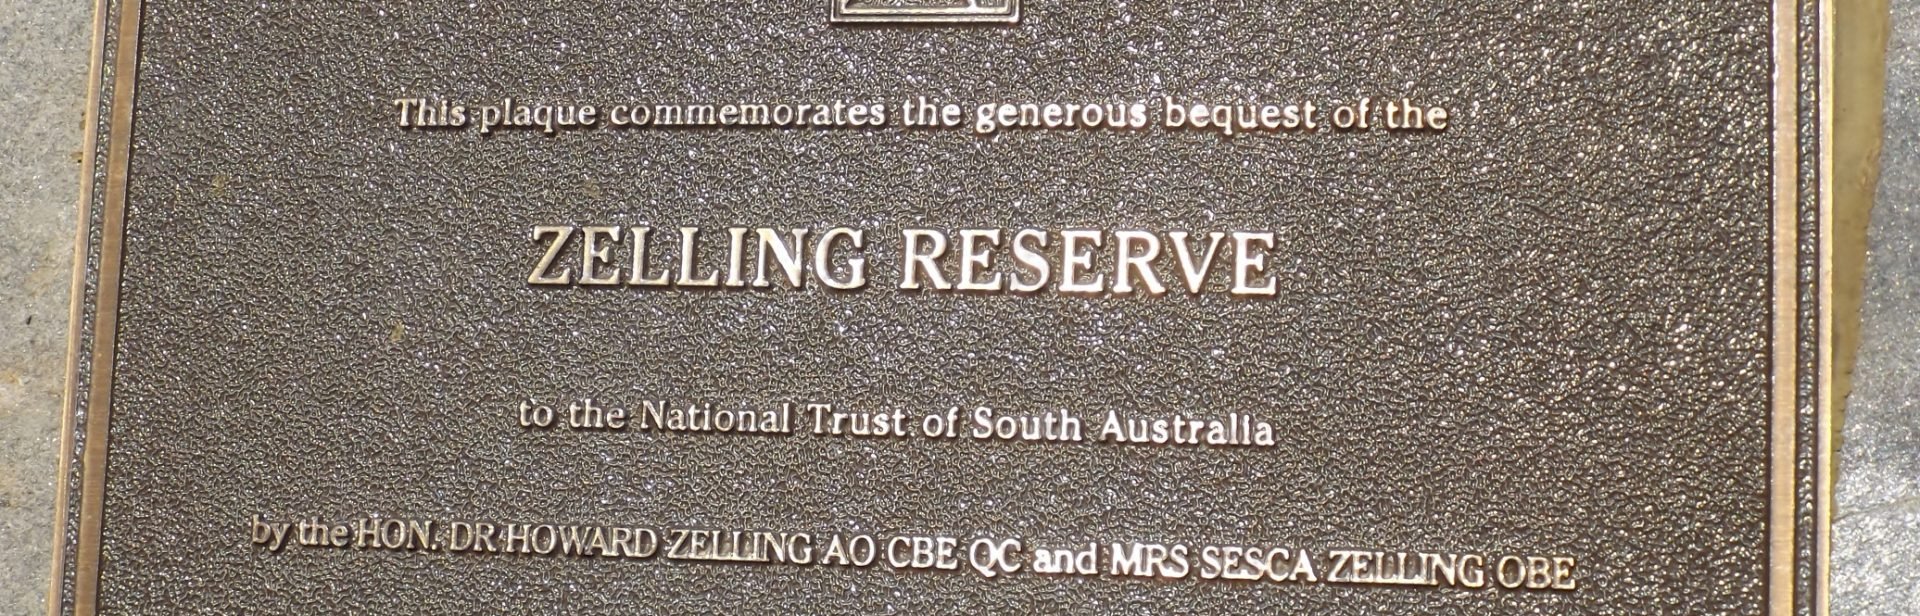 This plaque commemorates the generous bequest of the
ZELLING RESERVE
to the National Trust of South Australia
by the HON. DR HOWARD ZELLING AO CBE QC and MRS SESCA ZELLING OBE